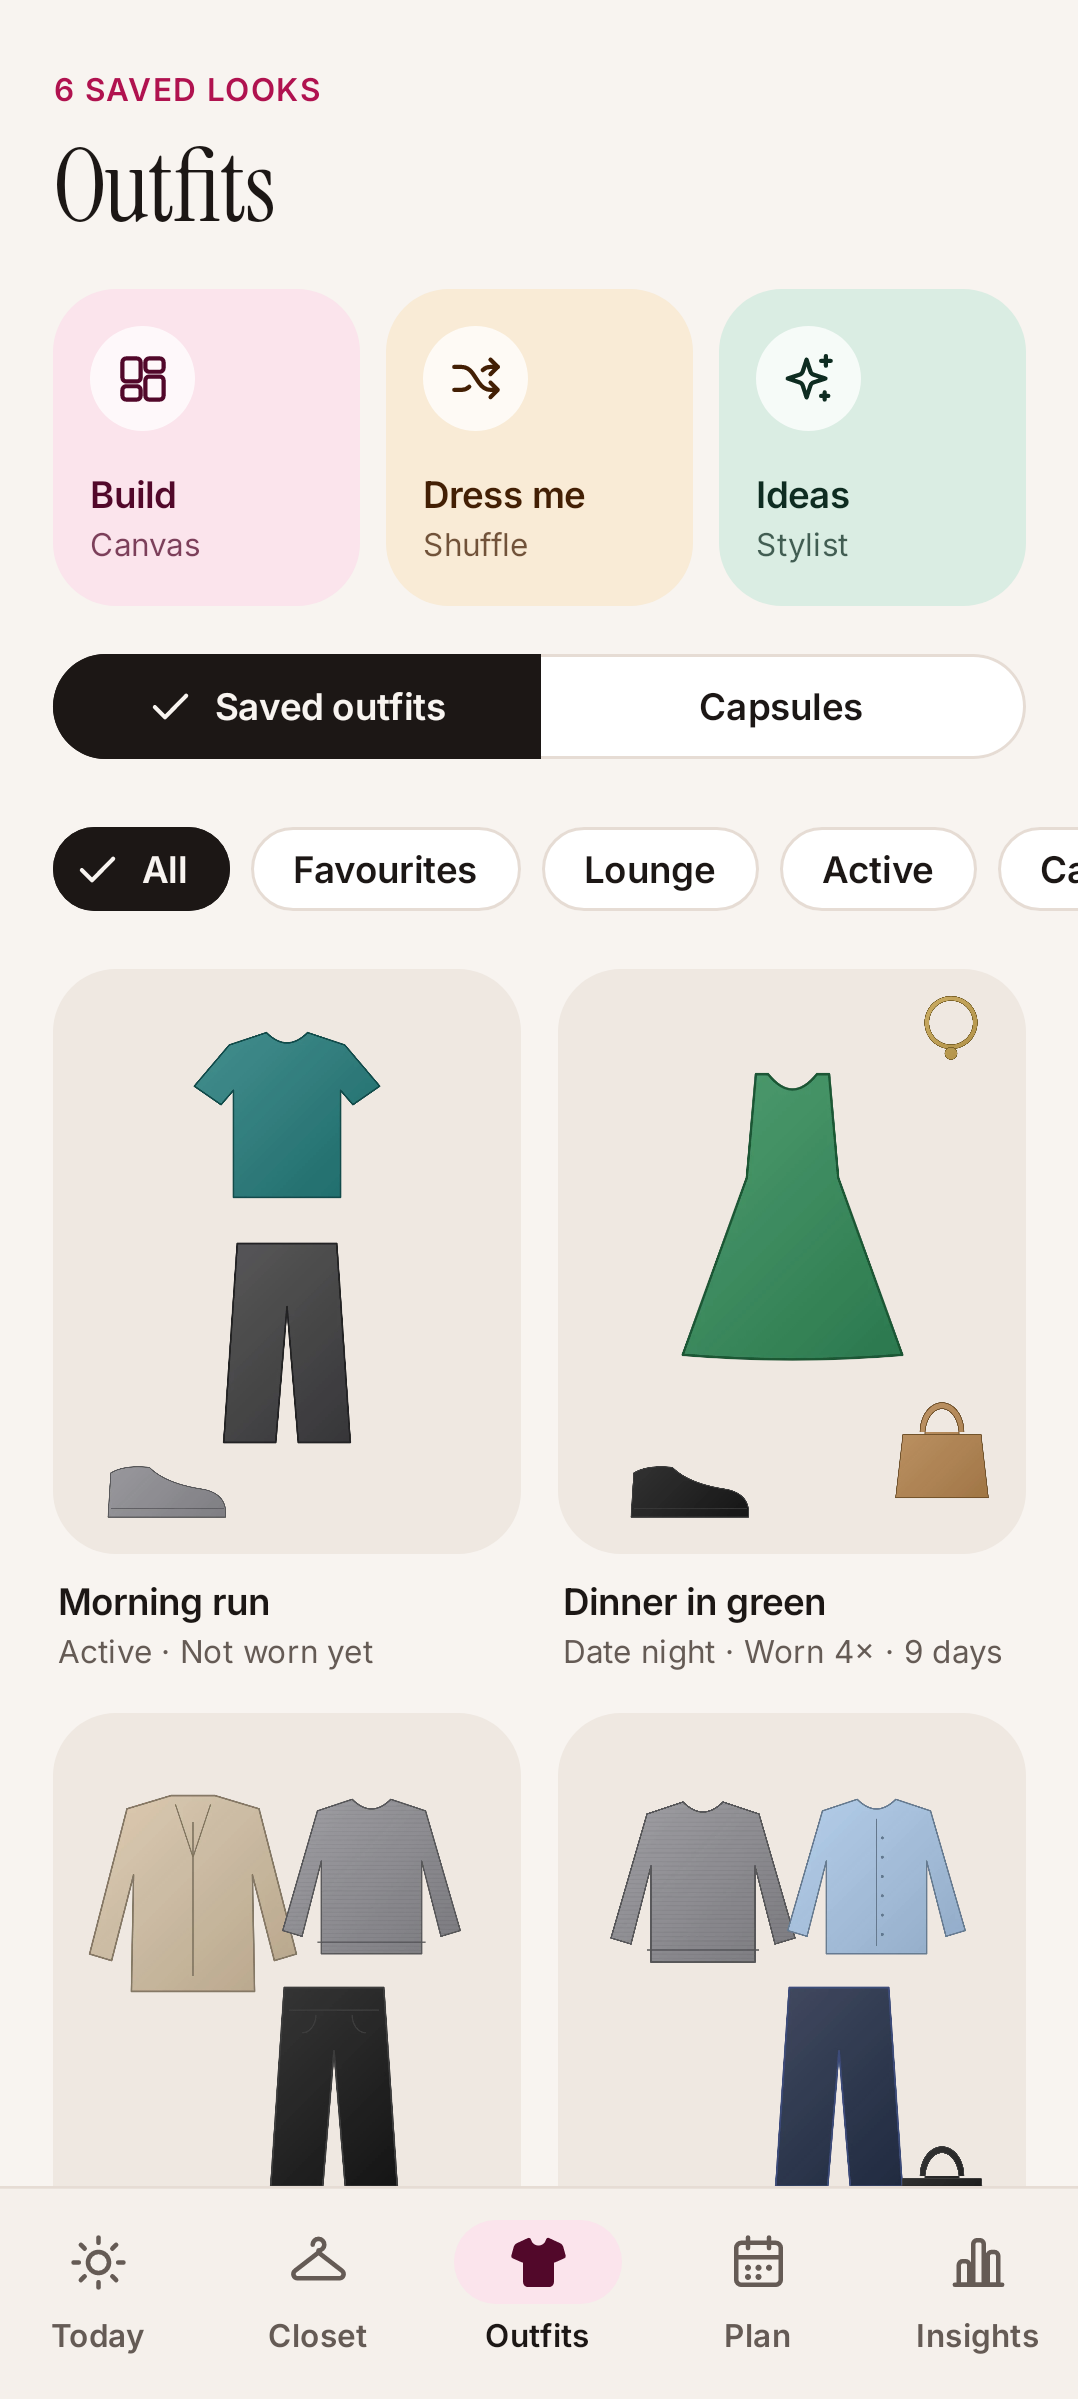 6 SAVED LOOKS
Outfits
Build
Canvas
Dress me
Shuffle
Ideas
Stylist
Saved outfits
Capsules
All
Favourites
Lounge
Active
Ca
Morning run
Active · Not worn yet
Dinner in green
Date night · Worn 4× · 9 days
Today
Closet
Outfits
Plan
Insights